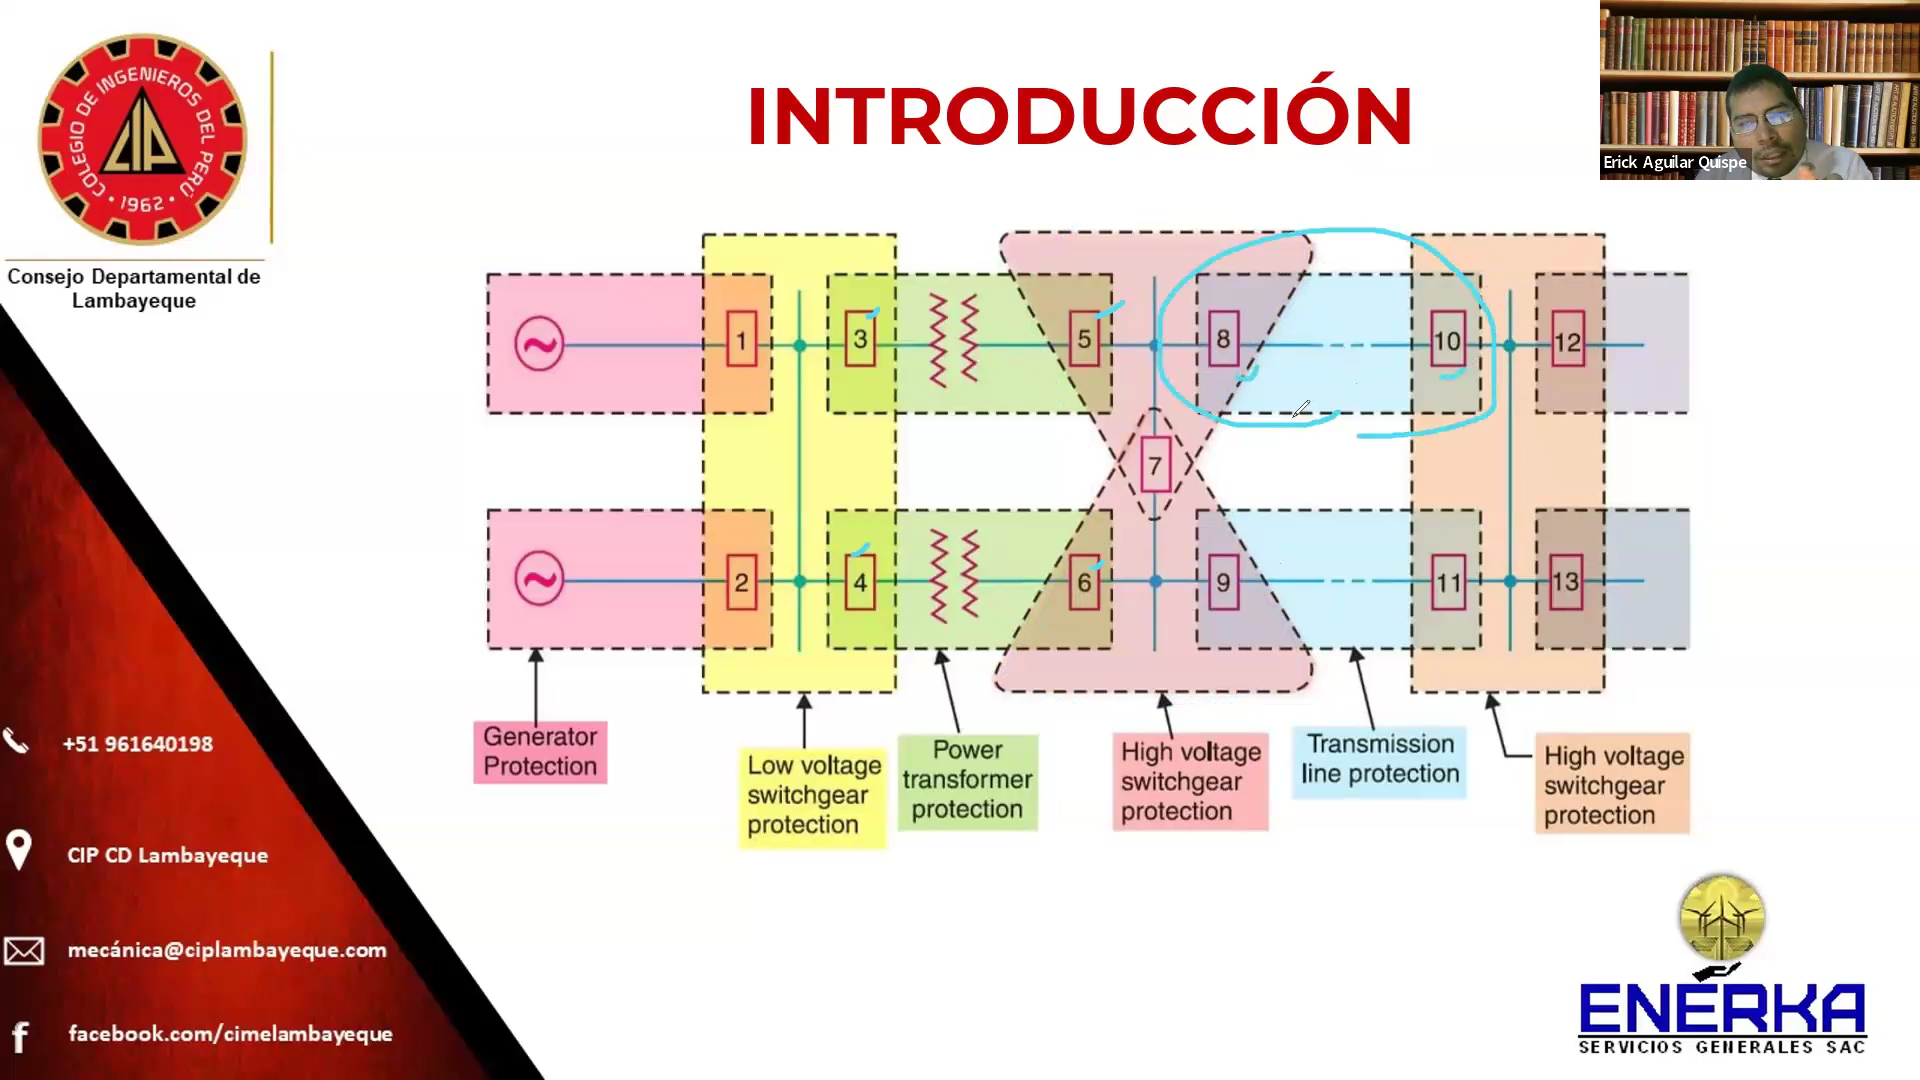 COLEGIO DE INGENIEROS DEL PERÚ
CIP
• 1962 •
Consejo Departamental de
Lambayeque
INTRODUCCIÓN
Erick Aguilar Quispe
1
3
5
8
10
12
7
2
4
6
9
11
13
Generator
Protection
Low voltage
switchgear
protection
Power
transformer
protection
High voltage
switchgear
protection
Transmission
line protection
High voltage
switchgear
protection
+51 961640198
CIP CD Lambayeque
mecánica@ciplambayeque.com
facebook.com/cimelambayeque
ENERKA
SERVICIOS GENERALES SAC